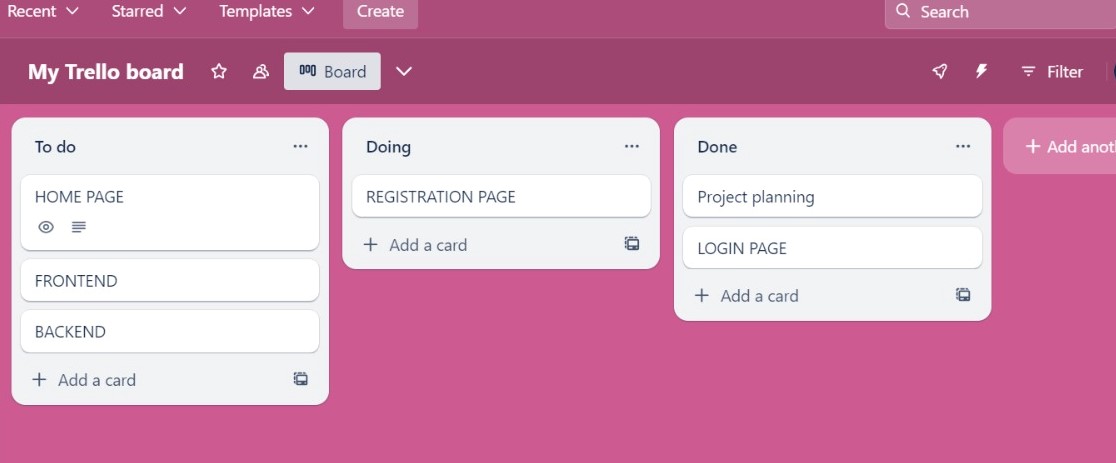 Recent
Starred
Templates
Create
Search
My Trello board
Board
Filter
To do
HOME PAGE
FRONTEND
BACKEND
Add a card
Doing
REGISTRATION PAGE
Add a card
Done
Project planning
LOGIN PAGE
Add a card
Add anoth